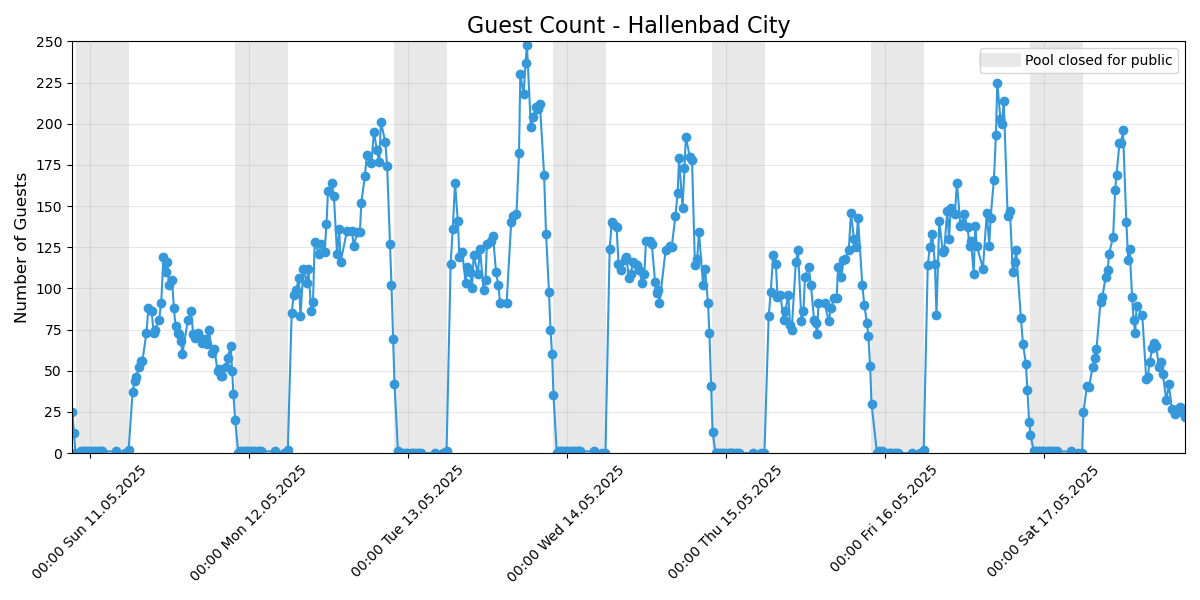 Guest Count - Hallenbad City
Pool closed for public
Number of Guests
250
225
200
175
150
125
100
75
50
25
0
00:00 Sun 11.05.2025
00:00 Mon 12.05.2025
00:00 Tue 13.05.2025
00:00 Wed 14.05.2025
00:00 Thu 15.05.2025
00:00 Fri 16.05.2025
00:00 Sat 17.05.2025